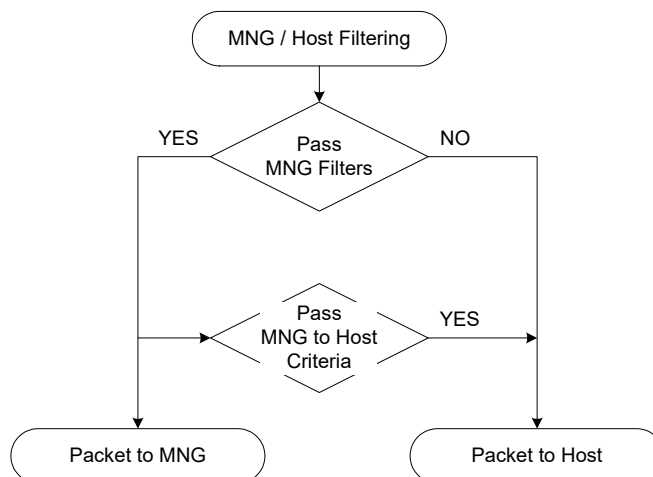 MNG / Host Filtering
YES
NO
Pass
MNG Filters
Pass
MNG to Host
Criteria
YES
Packet to MNG
Packet to Host